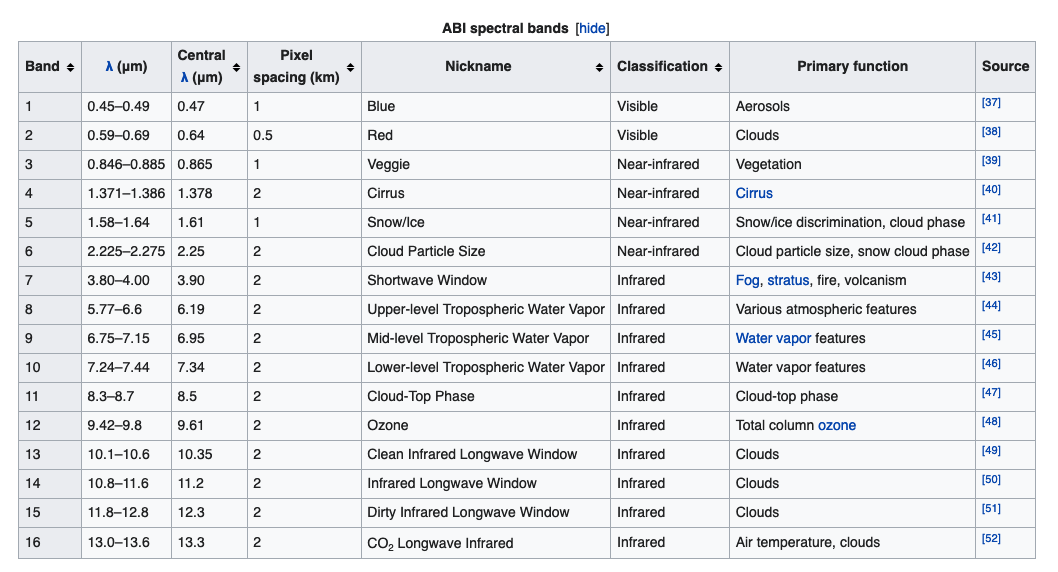 ABI spectral bands [hide]
Band λ (μm) Central λ (μm) Pixel spacing (km) Nickname Classification Primary function Source
1 0.45–0.49 0.47 1 Blue Visible Aerosols [37]
2 0.59–0.69 0.64 0.5 Red Visible Clouds [38]
3 0.846–0.885 0.865 1 Veggie Near-infrared Vegetation [39]
4 1.371–1.386 1.378 2 Cirrus Near-infrared Cirrus [40]
5 1.58–1.64 1.61 1 Snow/Ice Near-infrared Snow/ice discrimination, cloud phase [41]
6 2.225–2.275 2.25 2 Cloud Particle Size Near-infrared Cloud particle size, snow cloud phase [42]
7 3.80–4.00 3.90 2 Shortwave Window Infrared Fog, stratus, fire, volcanism [43]
8 5.77–6.6 6.19 2 Upper-level Tropospheric Water Vapor Infrared Various atmospheric features [44]
9 6.75–7.15 6.95 2 Mid-level Tropospheric Water Vapor Infrared Water vapor features [45]
10 7.24–7.44 7.34 2 Lower-level Tropospheric Water Vapor Infrared Water vapor features [46]
11 8.3–8.7 8.5 2 Cloud-Top Phase Infrared Cloud-top phase [47]
12 9.42–9.8 9.61 2 Ozone Infrared Total column ozone [48]
13 10.1–10.6 10.35 2 Clean Infrared Longwave Window Infrared Clouds [49]
14 10.8–11.6 11.2 2 Infrared Longwave Window Infrared Clouds [50]
15 11.8–12.8 12.3 2 Dirty Infrared Longwave Window Infrared Clouds [51]
16 13.0–13.6 13.3 2 CO₂ Longwave Infrared Infrared Air temperature, clouds [52]